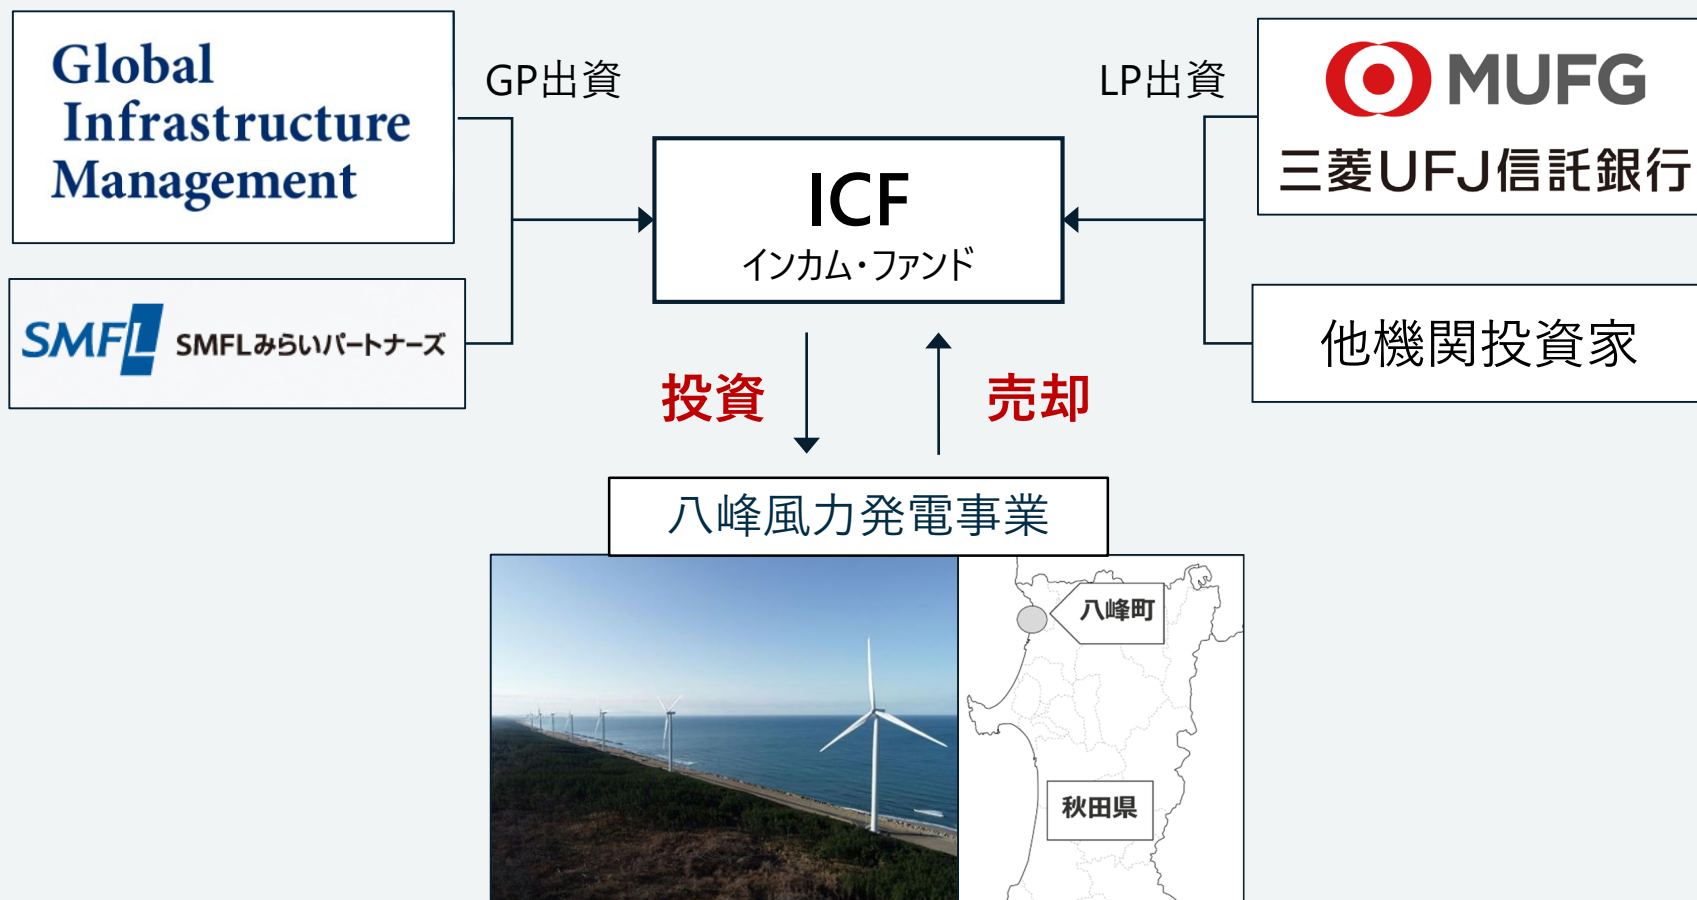 Global
Infrastructure
Management
GP出資
LP出資
MUFG
三菱UFJ信託銀行
ICF
インカム・ファンド
SMFL SMFLみらいパートナーズ
他機関投資家
投資
売却
八峰風力発電事業
八峰町
秋田県